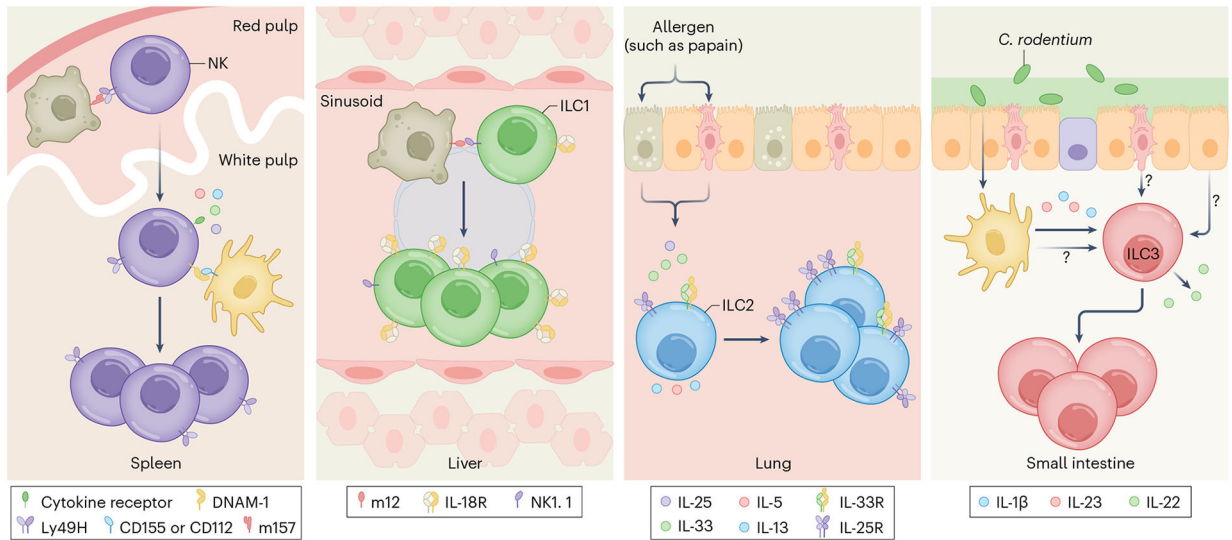 Red pulp
NK
White pulp
Spleen
Cytokine receptor
DNAM-1
Ly49H
CD155 or CD112
m157
Sinusoid
ILC1
Liver
m12
IL-18R
NK1. 1
Allergen
(such as papain)
ILC2
Lung
IL-25
IL-5
IL-33R
IL-33
IL-13
IL-25R
C. rodentium
?
?
?
ILC3
Small intestine
IL-1β
IL-23
IL-22